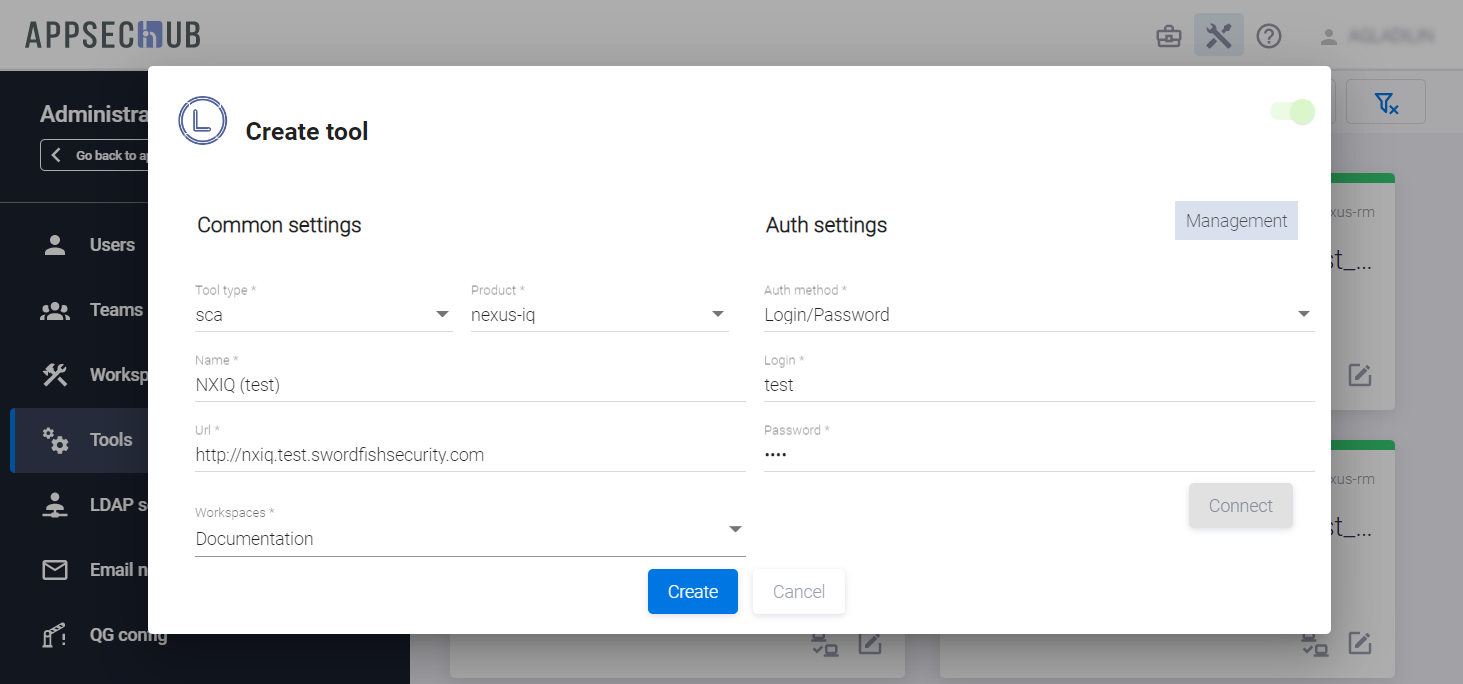 APPSECHUB
Administra
Go back to ap
Users
Teams
Worksp
Tools
LDAP s
Email n
QG config
Create tool
Common settings
Tool type *
sca
Product *
nexus-iq
Name *
NXIQ (test)
Url *
http://nxiq.test.swordfishsecurity.com
Workspaces *
Documentation
Auth settings
Management
Auth method *
Login/Password
Login *
test
Password *
••••
Connect
Create
Cancel
xus-rm
st_...
xus-rm
st_...